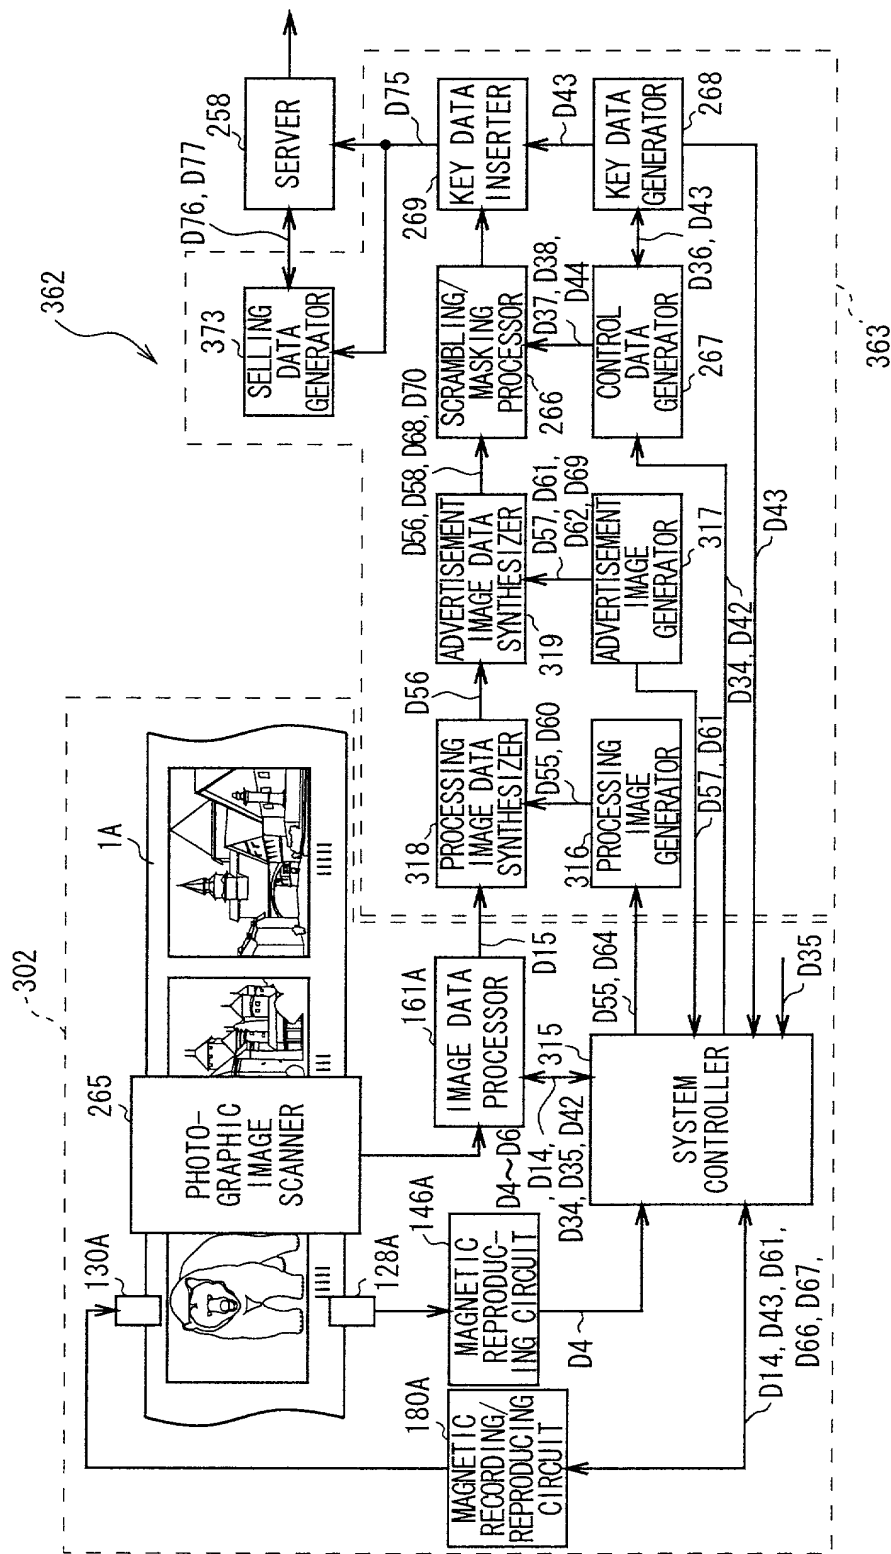 362
258
SERVER
D76, D77
373
SELLING
DATA
GENERATOR
D75
KEY DATA
INSERTER
269
D43
KEY DATA
GENERATOR
268
D36, D43
SCRAMBLING/
MASKING
PROCESSOR
266
D37, D38,
D44
CONTROL
DATA
GENERATOR
267
363
D56, D58, D68, D70
ADVERTISEMENT
IMAGE DATA
SYNTHESIZER
319
D57, D61,
D62, D69
ADVERTISEMENT
IMAGE
GENERATOR
317
D43
D34, D42
D57, D61
D56
318
PROCESSING
IMAGE DATA
SYNTHESIZER
D55, D60
316
PROCESSING
IMAGE
GENERATOR
302
1A
265
PHOTO-
GRAPHIC
IMAGE
SCANNER
130A
128A
161A
IMAGE DATA
PROCESSOR
D15
D55, D64
D35
315
SYSTEM
CONTROLLER
D4~D6
, D14,
D34, D35, D42
146A
MAGNETIC
REPRODUC-
ING CIRCUIT
D4
180A
MAGNETIC
RECORDING/
REPRODUCING
CIRCUIT
D14, D43, D61,
D66, D67,